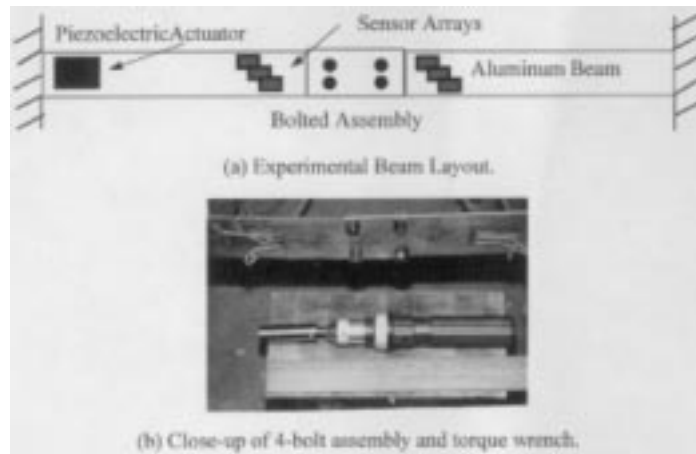 Sensor Arrays
PiezoelectricActuator
Aluminum Beam
Bolted Assembly
(a) Experimental Beam Layout.
(b) Close-up of 4-bolt assembly and torque wrench.